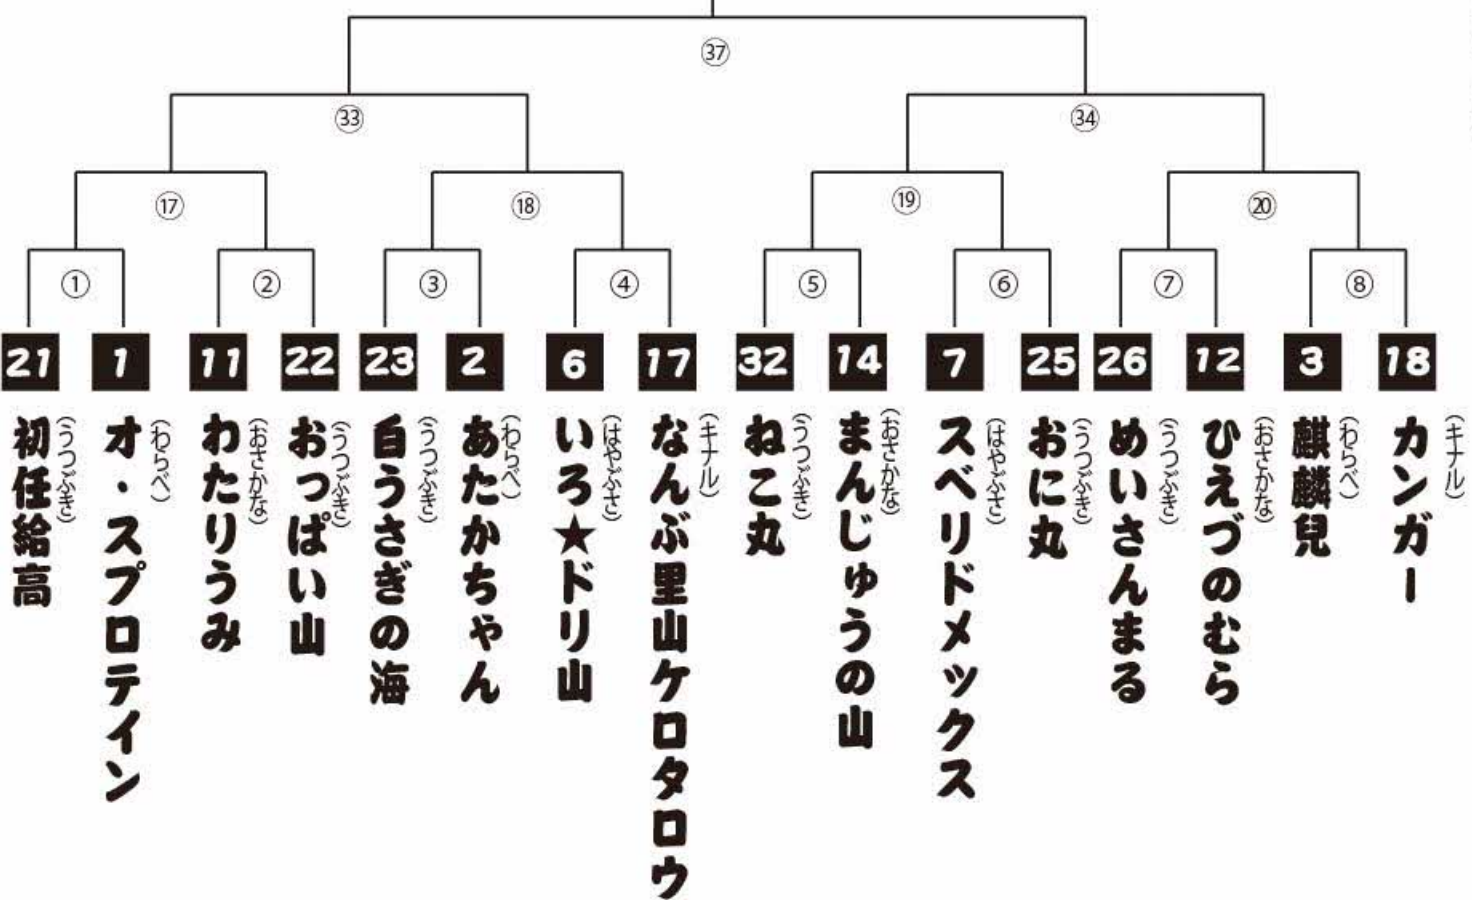 ㊲
㉝
㉞
⑰
⑱
⑲
⑳
①
②
③
④
⑤
⑥
⑦
⑧
21
1
11
22
23
2
6
17
32
14
7
25
26
12
3
18
初任給高
(うつぶき)
オ・スプロテイン
(わらべ)
わたりうみ
(おさかな)
おっぱい山
(うつぶき)
白うさぎの海
(うつぶき)
あたかちゃん
(わらべ)
いろ★ドリ山
(はやぶさ)
なんぶ里山ケロタロウ
(キナル)
ねこ丸
(うつぶき)
まんじゅうの山
(おさかな)
スベリドメックス
(はやぶさ)
おに丸
(うつぶき)
めいさんまる
(うつぶき)
ひえづのむら
(おさかな)
麒麟兒
(わらべ)
カンガー
(キナル)